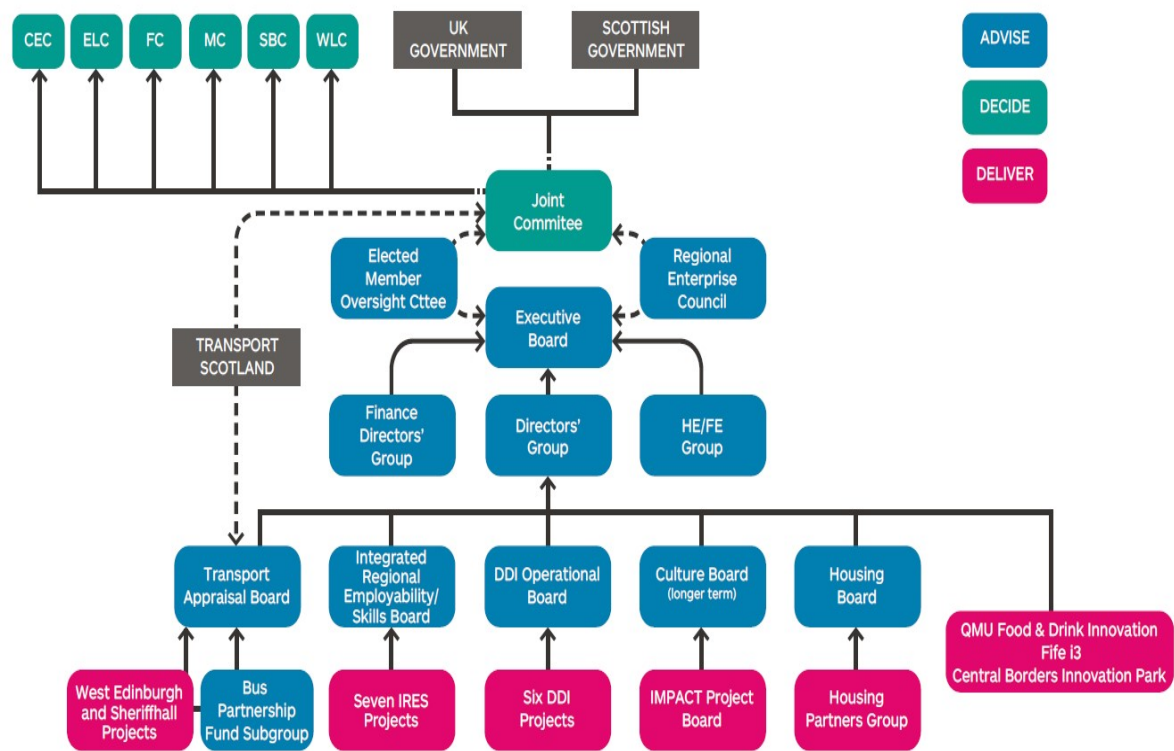 CEC
ELC
FC
MC
SBC
WLC
UK
GOVERNMENT
SCOTTISH
GOVERNMENT
ADVISE
DECIDE
DELIVER
Joint
Commitee
Elected
Member
Oversight Cttee
Regional
Enterprise
Council
Executive
Board
TRANSPORT
SCOTLAND
Finance
Directors'
Group
Directors'
Group
HE/FE
Group
Transport
Appraisal Board
Integrated
Regional
Employability/
Skills Board
DDI Operational
Board
Culture Board
(longer term)
Housing
Board
QMU Food & Drink Innovation
Fife i3
Central Borders Innovation Park
West Edinburgh
and Sheriffhall
Projects
Bus
Partnership
Fund Subgroup
Seven IRES
Projects
Six DDI
Projects
IMPACT Project
Board
Housing
Partners Group